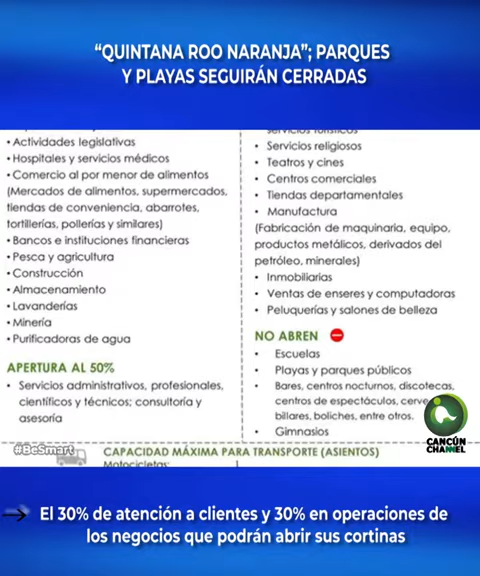 “QUINTANA ROO NARANJA”; PARQUES
Y PLAYAS SEGUIRÁN CERRADAS
• Actividades legislativas
• Hospitales y servicios médicos
• Comercio al por menor de alimentos
(Mercados de alimentos, supermercados,
tiendas de conveniencia, abarrotes,
tortillerías, pollerías y similares)
• Bancos e instituciones financieras
• Pesca y agricultura
• Construcción
• Almacenamiento
• Lavanderías
• Minería
• Purificadoras de agua
APERTURA AL 50%
• Servicios administrativos, profesionales,
científicos y técnicos; consultoría y
asesoría
servicios turísticos
• Servicios religiosos
• Teatros y cines
• Centros comerciales
• Tiendas departamentales
• Manufactura
(Fabricación de maquinaria, equipo,
productos metálicos, derivados del
petróleo, minerales)
• Inmobiliarias
• Ventas de enseres y computadoras
• Peluquerías y salones de belleza
NO ABREN
• Escuelas
• Playas y parques públicos
• Bares, centros nocturnos, discotecas,
centros de espectáculos, cerve
billares, boliches, entre otros.
• Gimnasios
CANCÚN
CHANNEL
#BeSmart
CAPACIDAD MÁXIMA PARA TRANSPORTE (ASIENTOS)
Motocicletas:
El 30% de atención a clientes y 30% en operaciones de
los negocios que podrán abrir sus cortinas